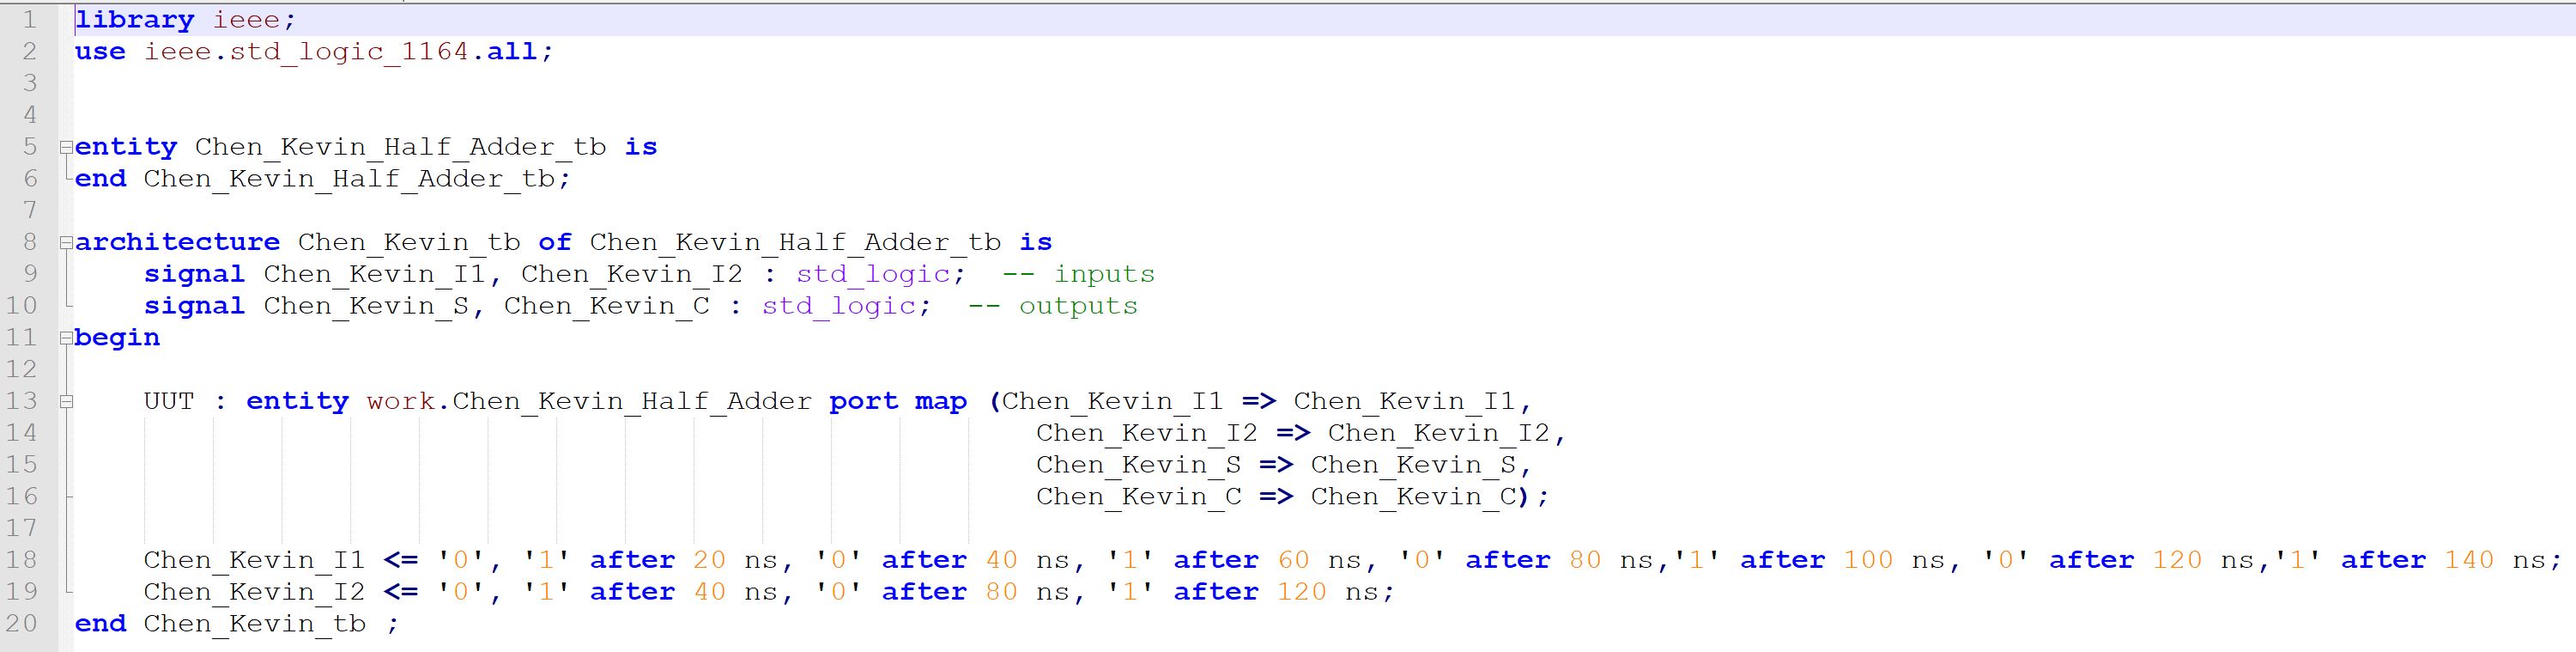 1 library ieee;
2 use ieee.std_logic_1164.all;
3
4
5 entity Chen_Kevin_Half_Adder_tb is
6 end Chen_Kevin_Half_Adder_tb;
7
8 architecture Chen_Kevin_tb of Chen_Kevin_Half_Adder_tb is
9 signal Chen_Kevin_I1, Chen_Kevin_I2 : std_logic; -- inputs
10 signal Chen_Kevin_S, Chen_Kevin_C : std_logic; -- outputs
11 begin
12
13 UUT : entity work.Chen_Kevin_Half_Adder port map (Chen_Kevin_I1 => Chen_Kevin_I1,
14 Chen_Kevin_I2 => Chen_Kevin_I2,
15 Chen_Kevin_S => Chen_Kevin_S,
16 Chen_Kevin_C => Chen_Kevin_C);
17
18 Chen_Kevin_I1 <= '0', '1' after 20 ns, '0' after 40 ns, '1' after 60 ns, '0' after 80 ns,'1' after 100 ns, '0' after 120 ns,'1' after 140 ns;
19 Chen_Kevin_I2 <= '0', '1' after 40 ns, '0' after 80 ns, '1' after 120 ns;
20 end Chen_Kevin_tb ;